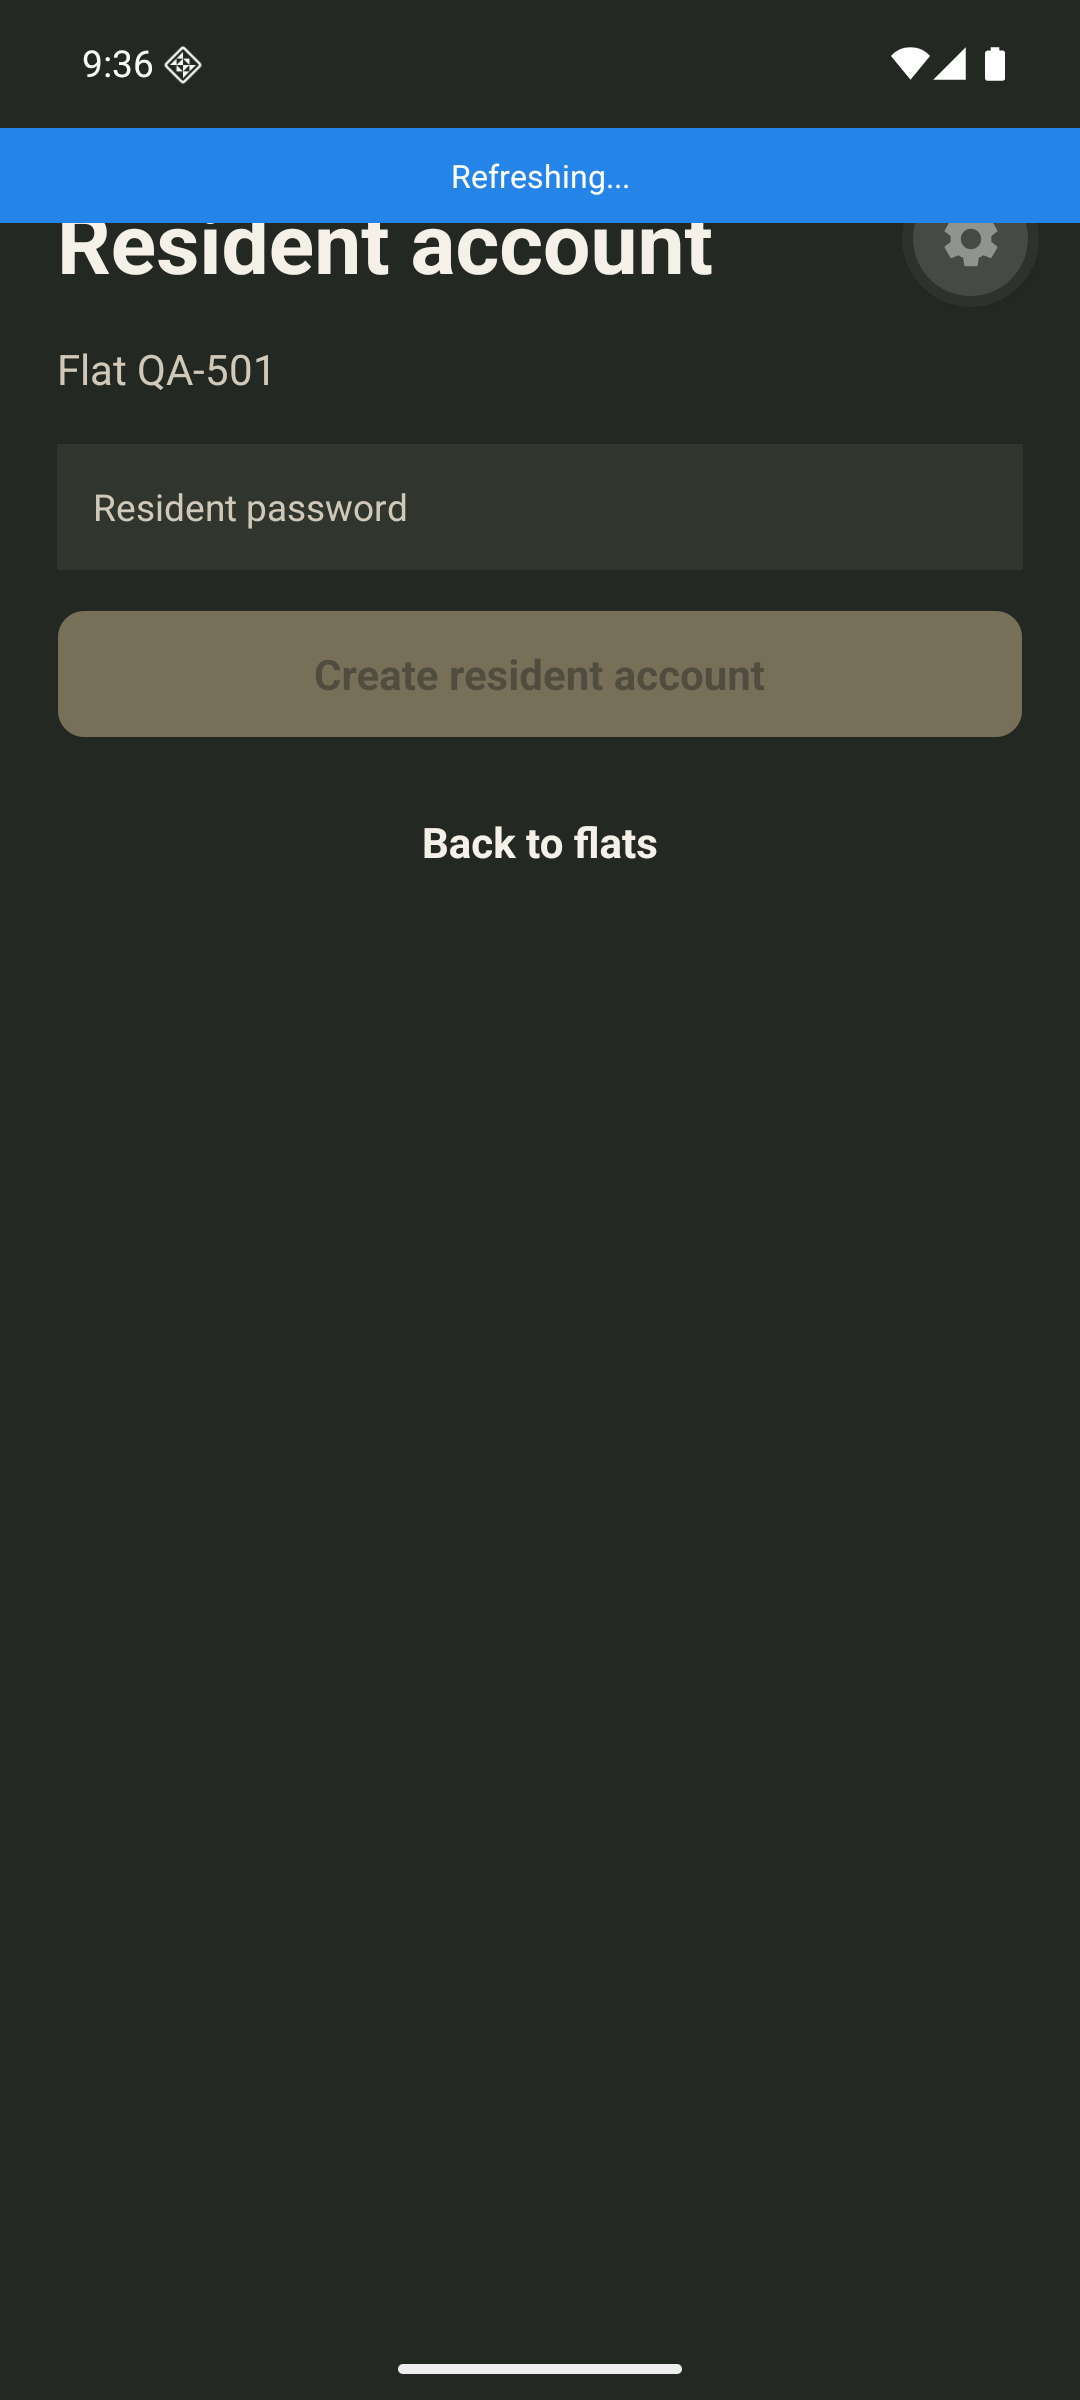 9:36
Refreshing...
Resident account
Flat QA-501
Resident password
Create resident account
Back to flats